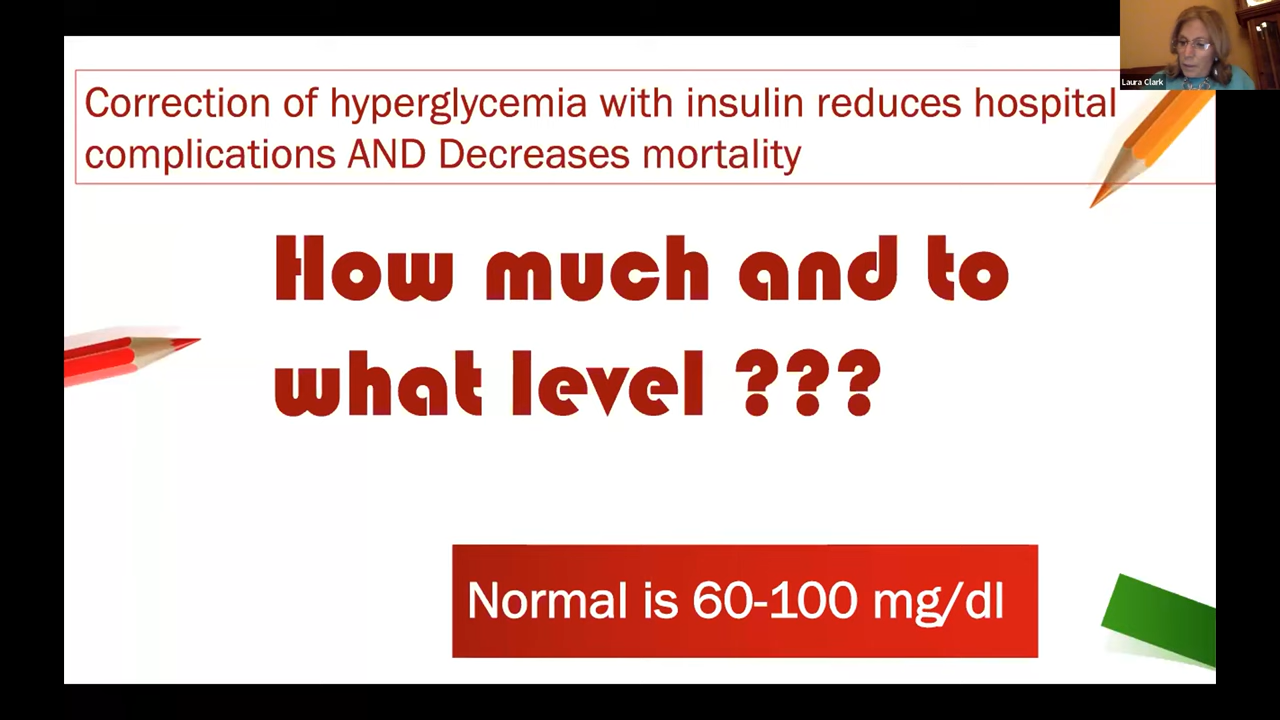 Correction of hyperglycemia with insulin reduces hospital
complications AND Decreases mortality
How much and to
what level ???
Normal is 60-100 mg/dl
Laura Clark